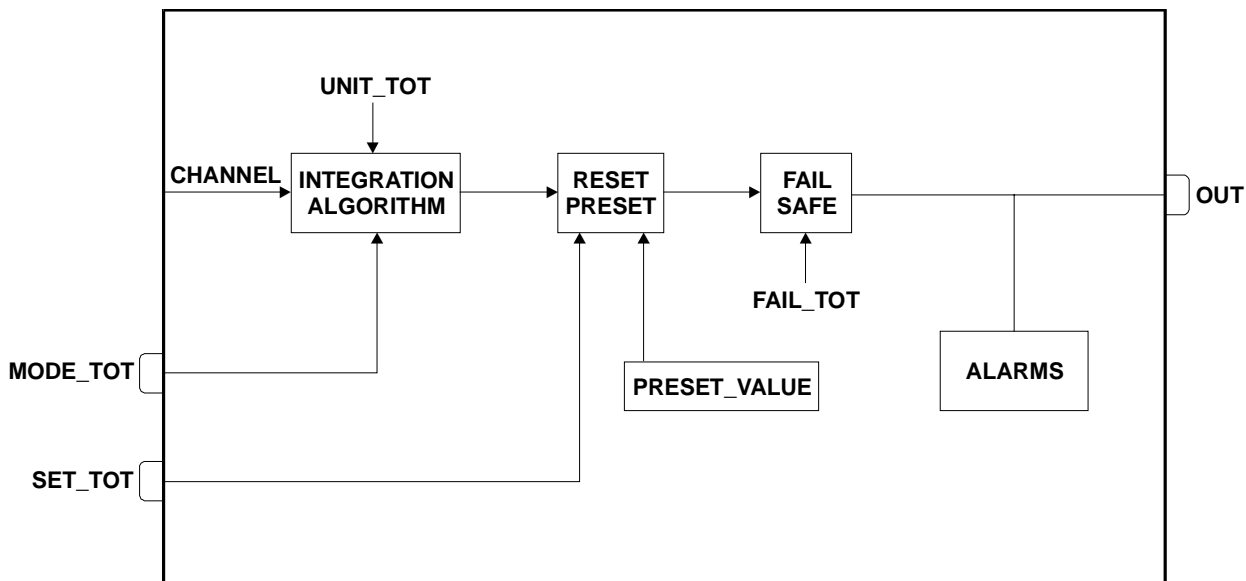 UNIT_TOT
CHANNEL
INTEGRATION
ALGORITHM
RESET
PRESET
FAIL
SAFE
OUT
FAIL_TOT
MODE_TOT
PRESET_VALUE
ALARMS
SET_TOT